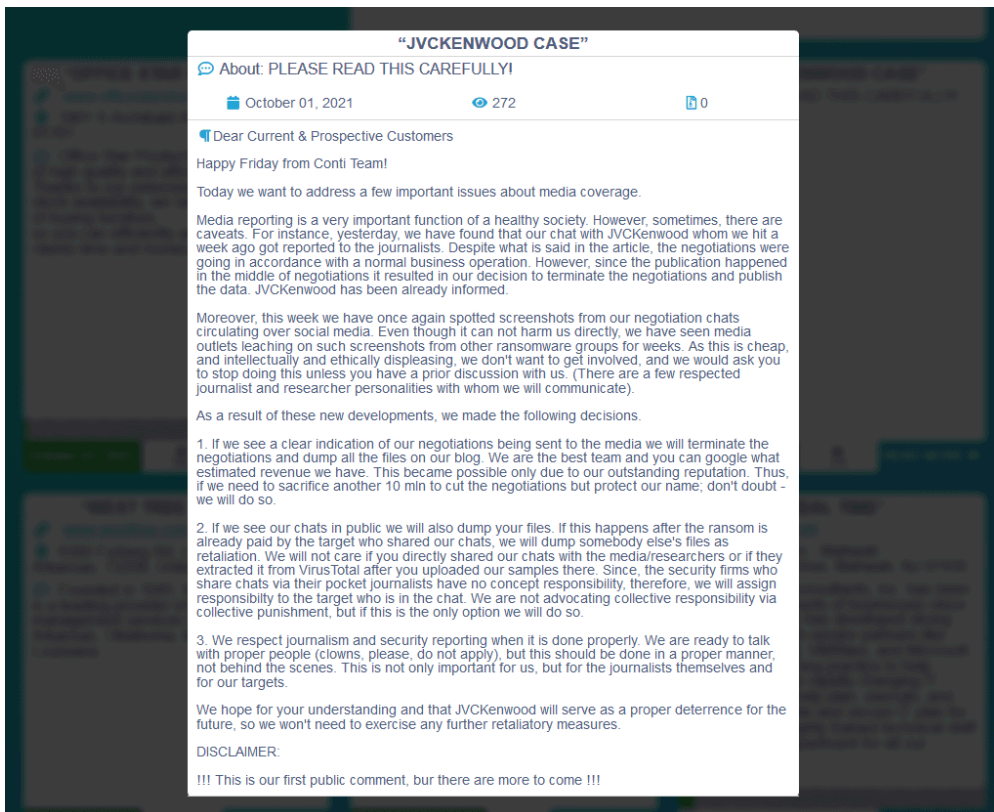 “JVCKENWOOD CASE”
About: PLEASE READ THIS CAREFULLY!
October 01, 2021 272 0
Dear Current & Prospective Customers
Happy Friday from Conti Team!
Today we want to address a few important issues about media coverage.
Media reporting is a very important function of a healthy society. However, sometimes, there are
caveats. For instance, yesterday, we have found that our chat with JVCKenwood whom we hit a
week ago got reported to the journalists. Despite what is said in the article, the negotiations were
going in accordance with a normal business operation. However, since the publication happened
in the middle of negotiations it resulted in our decision to terminate the negotiations and publish
the data. JVCKenwood has been already informed.
Moreover, this week we have once again spotted screenshots from our negotiation chats
circulating over social media. Even though it can not harm us directly, we have seen media
outlets leaching on such screenshots from other ransomware groups for weeks. As this is cheap,
and intellectually and ethically displeasing, we don't want to get involved, and we would ask you
to stop doing this unless you have a prior discussion with us. (There are a few respected
journalist and researcher personalities with whom we will communicate).
As a result of these new developments, we made the following decisions.
1. If we see a clear indication of our negotiations being sent to the media we will terminate the
negotiations and dump all the files on our blog. We are the best team and you can google what
estimated revenue we have. This became possible only due to our outstanding reputation. Thus,
if we need to sacrifice another 10 mln to cut the negotiations but protect our name; don't doubt -
we will do so.
2. If we see our chats in public we will also dump your files. If this happens after the ransom is
already paid by the target who shared our chats, we will dump somebody else's files as
retaliation. We will not care if you directly shared our chats with the media/researchers or if they
extracted it from VirusTotal after you uploaded our samples there. Since, the security firms who
share chats via their pocket journalists have no concept responsibility, therefore, we will assign
responsibilty to the target who is in the chat. We are not advocating collective responsibility via
collective punishment, but if this is the only option we will do so.
3. We respect journalism and security reporting when it is done properly. We are ready to talk
with proper people (clowns, please, do not apply), but this should be done in a proper manner,
not behind the scenes. This is not only important for us, but for the journalists themselves and
for our targets.
We hope for your understanding and that JVCKenwood will serve as a proper deterrence for the
future, so we won't need to exercise any further retaliatory measures.
DISCLAIMER:
!!! This is our first public comment, bur there are more to come !!!